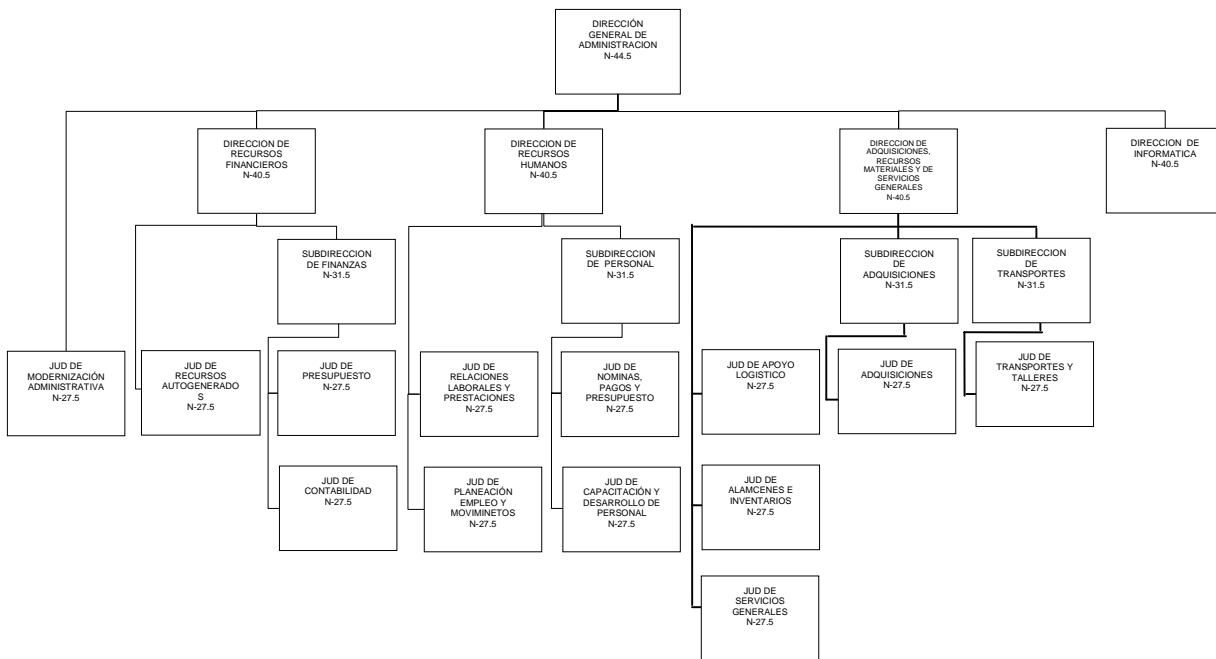 DIRECCIÓN
GENERAL DE
ADMINISTRACION
N-44.5
DIRECCION DE
RECURSOS
FINANCIEROS
N-40.5
DIRECCION DE
RECURSOS
HUMANOS
N-40.5
DIRECCION DE
ADQUISICIONES,
RECURSOS
MATERIALES Y DE
SERVICIOS
GENERALES
N-40.5
DIRECCION DE
INFORMATICA
N-40.5
SUBDIRECCION
DE FINANZAS
N-31.5
SUBDIRECCION
DE PERSONAL
N-31.5
SUBDIRECCION
DE
ADQUISICIONES
N-31.5
SUBDIRECCION
DE
TRANSPORTES
N-31.5
JUD DE
MODERNIZACIÓN
ADMINISTRATIVA
N-27.5
JUD DE
RECURSOS
AUTOGENERADO
S
N-27.5
JUD DE
PRESUPUESTO
N-27.5
JUD DE
RELACIONES
LABORALES Y
PRESTACIONES
N-27.5
JUD DE
NOMINAS,
PAGOS Y
PRESUPUESTO
N-27.5
JUD DE APOYO
LOGISTICO
N-27.5
JUD DE
ADQUISICIONES
N-27.5
JUD DE
TRANSPORTES Y
TALLERES
N-27.5
JUD DE
CONTABILIDAD
N-27.5
JUD DE
PLANEACIÓN
EMPLEO Y
MOVIMINETOS
N-27.5
JUD DE
CAPACITACIÓN Y
DESARROLLO DE
PERSONAL
N-27.5
JUD DE
ALAMCENES E
INVENTARIOS
N-27.5
JUD DE
SERVICIOS
GENERALES
N-27.5